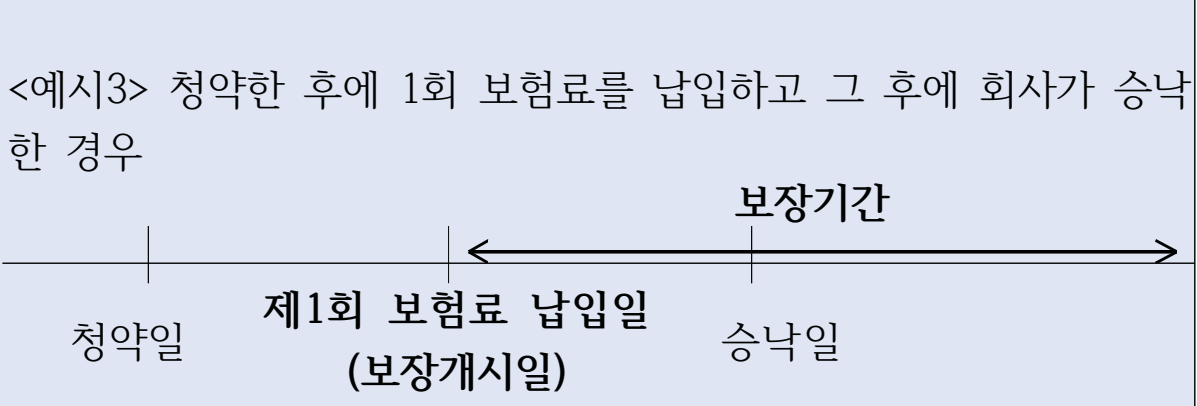 <예시3> 청약한 후에 1회 보험료를 납입하고 그 후에 회사가 승낙
한 경우
보장기간
청약일
제1회 보험료 납입일
(보장개시일)
승낙일